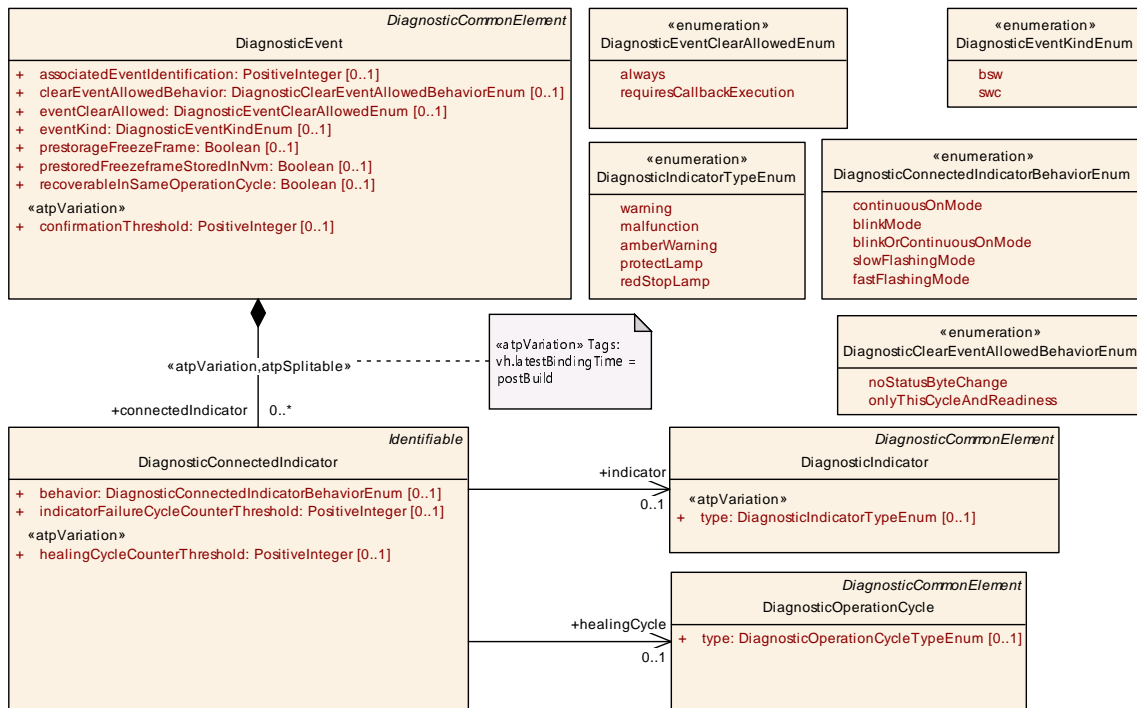 DiagnosticCommonElement
DiagnosticEvent
+ associatedEventIdentification: PositiveInteger [0..1]
+ clearEventAllowedBehavior: DiagnosticClearEventAllowedBehaviorEnum [0..1]
+ eventClearAllowed: DiagnosticEventClearAllowedEnum [0..1]
+ eventKind: DiagnosticEventKindEnum [0..1]
+ prestorageFreezeFrame: Boolean [0..1]
+ prestoredFreezeframeStoredInNvm: Boolean [0..1]
+ recoverableInSameOperationCycle: Boolean [0..1]
«atpVariation»
+ confirmationThreshold: PositiveInteger [0..1]
«enumeration»
DiagnosticEventClearAllowedEnum
always
requiresCallbackExecution
«enumeration»
DiagnosticEventKindEnum
bsw
swc
«enumeration»
DiagnosticIndicatorTypeEnum
warning
malfunction
amberWarning
protectLamp
redStopLamp
«enumeration»
DiagnosticConnectedIndicatorBehaviorEnum
continuousOnMode
blinkMode
blinkOrContinuousOnMode
slowFlashingMode
fastFlashingMode
«atpVariation,atpSplitable»
«atpVariation» Tags:
vh.latestBindingTime =
postBuild
«enumeration»
DiagnosticClearEventAllowedBehaviorEnum
noStatusByteChange
onlyThisCycleAndReadiness
+connectedIndicator 0..*
Identifiable
DiagnosticConnectedIndicator
+ behavior: DiagnosticConnectedIndicatorBehaviorEnum [0..1]
+ indicatorFailureCycleCounterThreshold: PositiveInteger [0..1]
«atpVariation»
+ healingCycleCounterThreshold: PositiveInteger [0..1]
+indicator
0..1
DiagnosticCommonElement
DiagnosticIndicator
«atpVariation»
+ type: DiagnosticIndicatorTypeEnum [0..1]
+healingCycle
0..1
DiagnosticCommonElement
DiagnosticOperationCycle
+ type: DiagnosticOperationCycleTypeEnum [0..1]